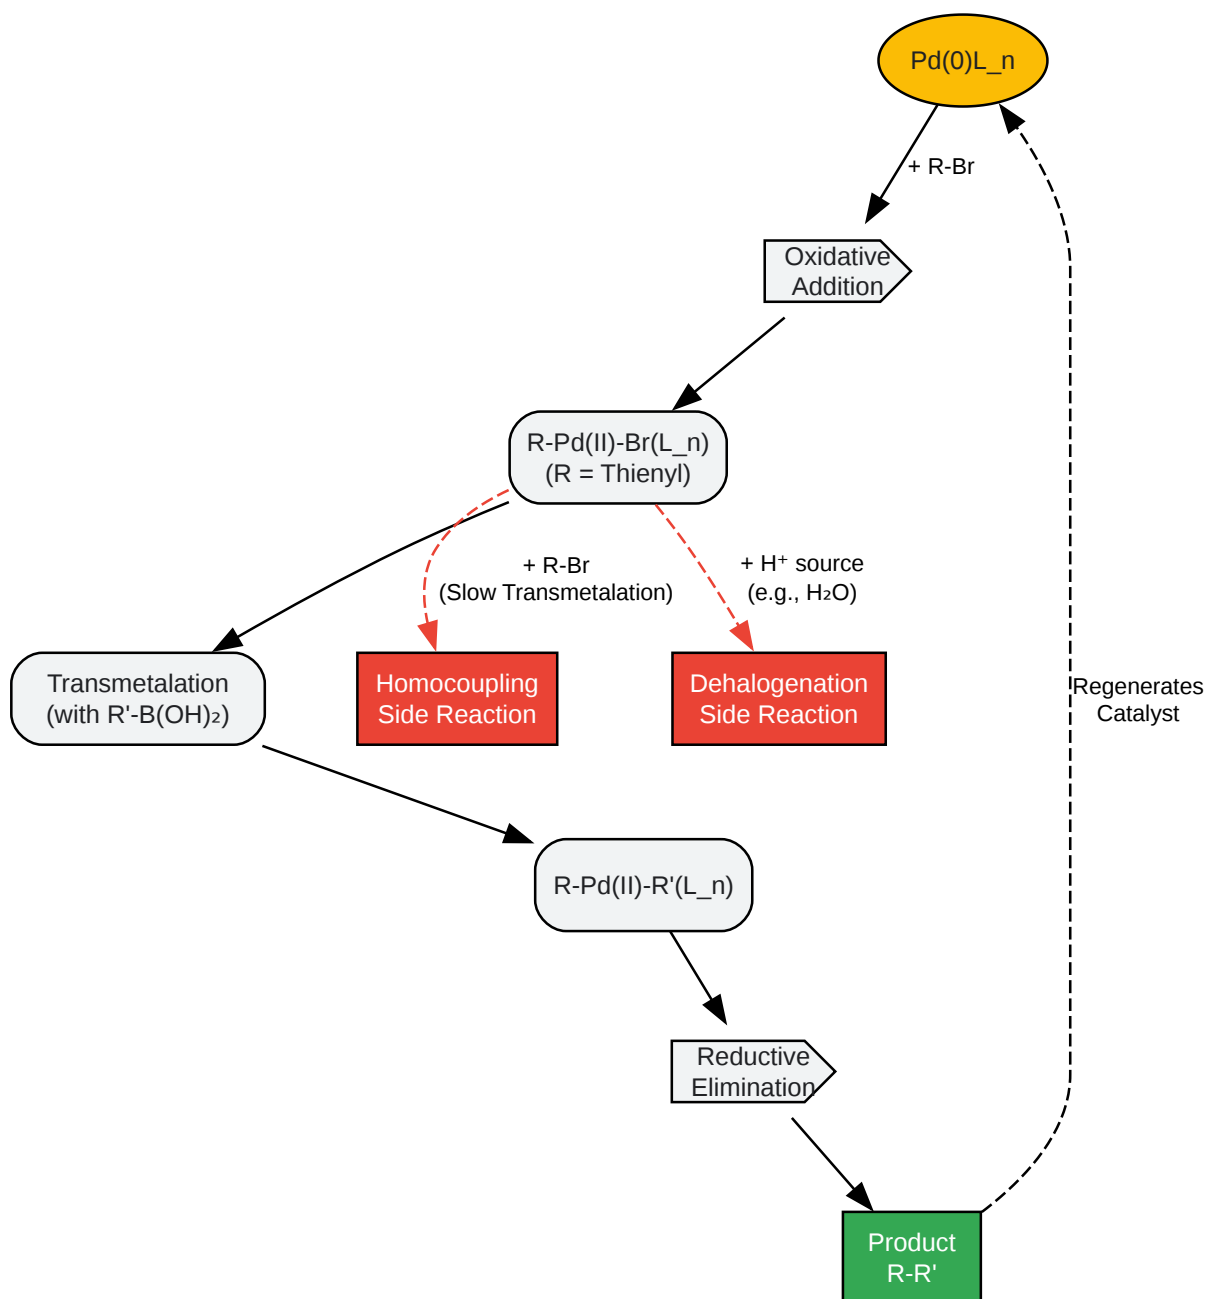 Pd(0)L_n
+ R-Br
Oxidative
Addition
R-Pd(II)-Br(L_n)
(R = Thienyl)
+ R-Br
(Slow Transmetalation)
+ H⁺ source
(e.g., H₂O)
Transmetalation
(with R'-B(OH)₂)
Homocoupling
Side Reaction
Dehalogenation
Side Reaction
Regenerates
Catalyst
R-Pd(II)-R'(L_n)
Reductive
Elimination
Product
R-R'